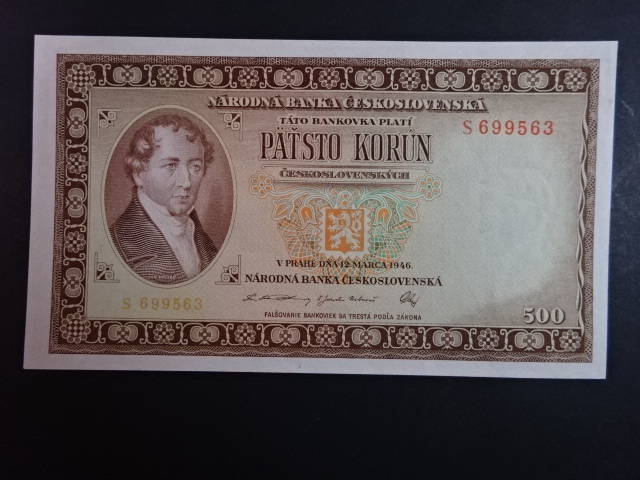 NÁRODNÁ BANKA ČESKOSLOVENSKÁ
TÁTO BANKOVKA PLATÍ
S 699563
PÄŤSTO KORÚN
ČESKOSLOVENSKÝCH
V PRAHE DŇA 12. MARCA 1946.
NÁRODNÁ BANKA ČESKOSLOVENSKÁ
S 699563
500
FALŠOVANIE BANKOVIEK SA TRESTÁ PODĽA ZÁKONA